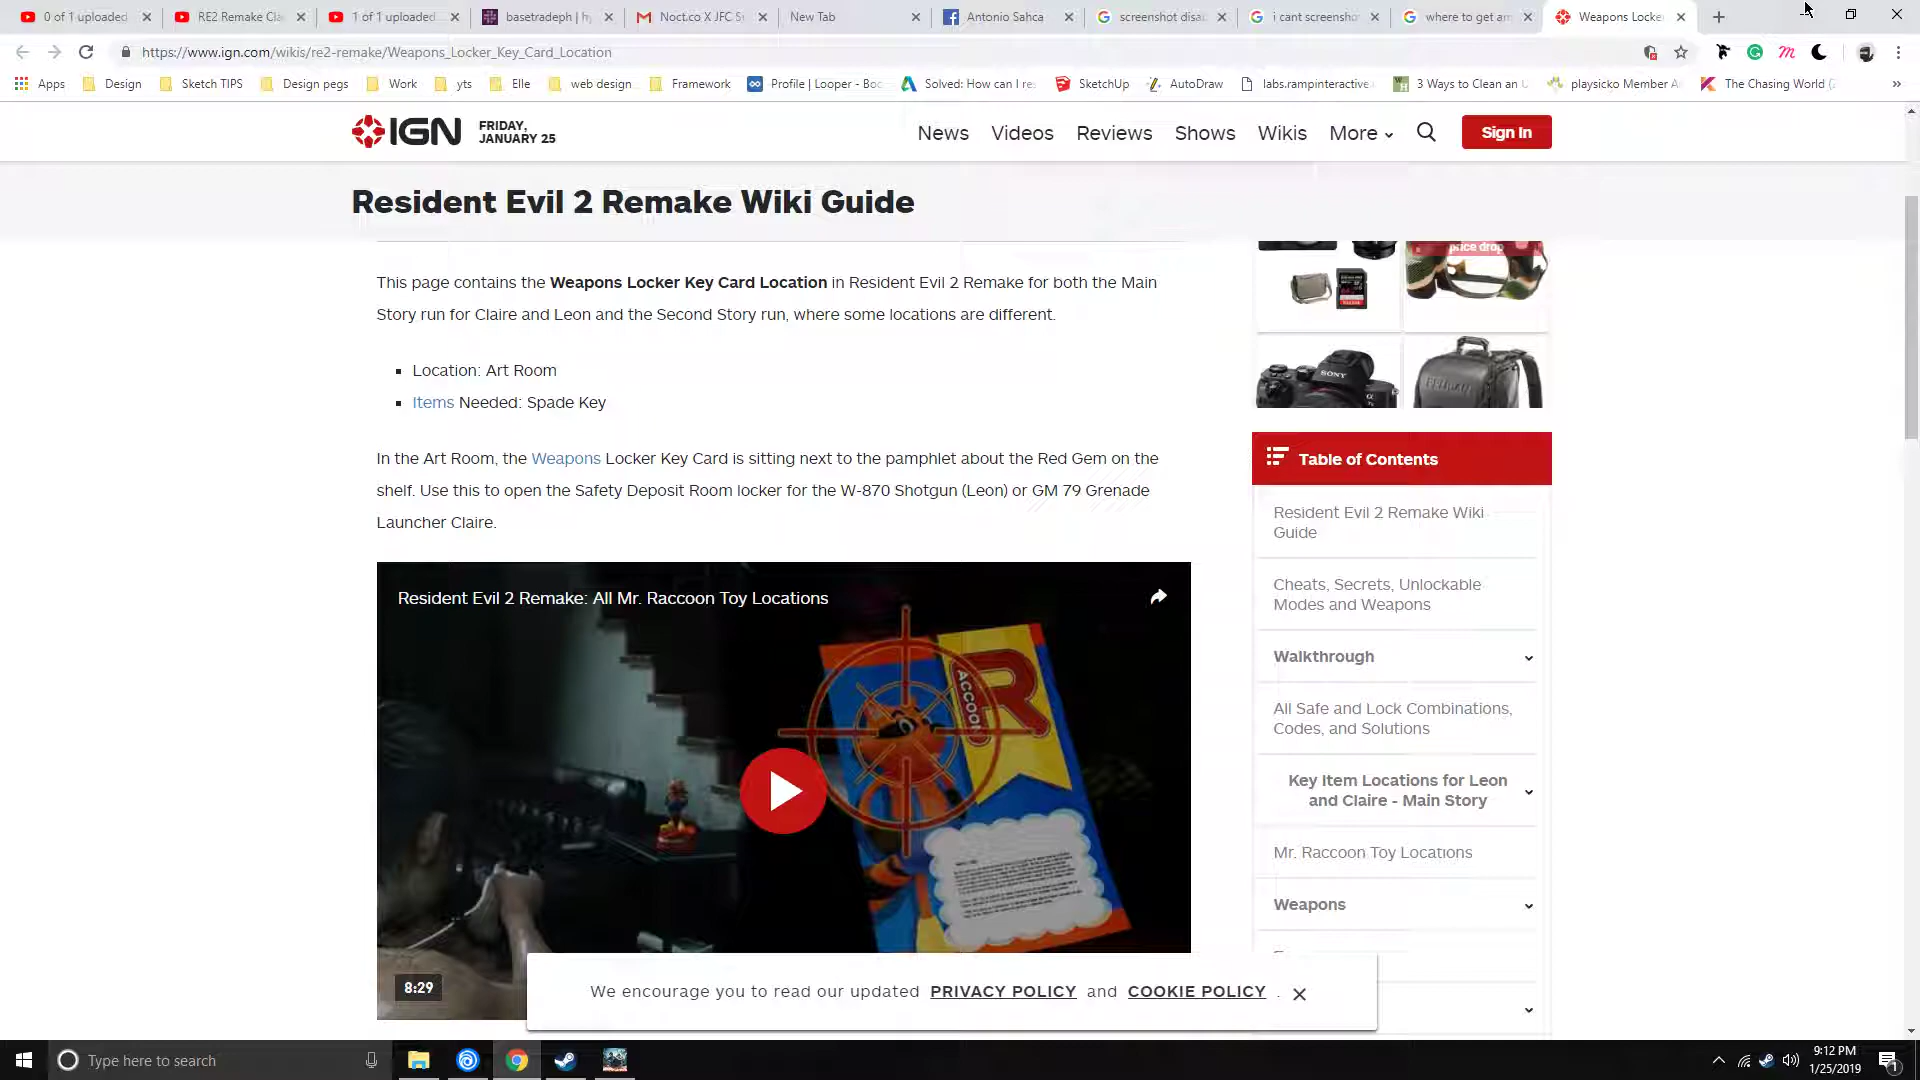 0 of 1 uploaded
RE2 Remake Cla
1 of 1 uploaded
basetradeph | h
Noct.co X JFC S
New Tab
Antonio Sahca
screenshot disa
i cant screensho
where to get am
Weapons Locke
https://www.ign.com/wikis/re2-remake/Weapons_Locker_Key_Card_Location
Apps
Design
Sketch TIPS
Design pegs
Work
yts
Elle
web design
Framework
Profile | Looper - Boc
Solved: How can I re
SketchUp
AutoDraw
labs.rampinteractive
3 Ways to Clean an
playsicko Member A
The Chasing World (
»
IGN
FRIDAY,
JANUARY 25
News
Videos
Reviews
Shows
Wikis
More
Sign In
Resident Evil 2 Remake Wiki Guide
price drop
SONY
This page contains the Weapons Locker Key Card Location in Resident Evil 2 Remake for both the Main
Story run for Claire and Leon and the Second Story run, where some locations are different.
Location: Art Room
Items Needed: Spade Key
In the Art Room, the Weapons Locker Key Card is sitting next to the pamphlet about the Red Gem on the
shelf. Use this to open the Safety Deposit Room locker for the W-870 Shotgun (Leon) or GM 79 Grenade
Launcher Claire.
Resident Evil 2 Remake: All Mr. Raccoon Toy Locations
RACCOON
8:29
Table of Contents
Resident Evil 2 Remake Wiki
Guide
Cheats, Secrets, Unlockable
Modes and Weapons
Walkthrough
All Safe and Lock Combinations,
Codes, and Solutions
Key Item Locations for Leon
and Claire - Main Story
Mr. Raccoon Toy Locations
Weapons
We encourage you to read our updated PRIVACY POLICY and COOKIE POLICY .
Type here to search
9:12 PM
1/25/2019
1